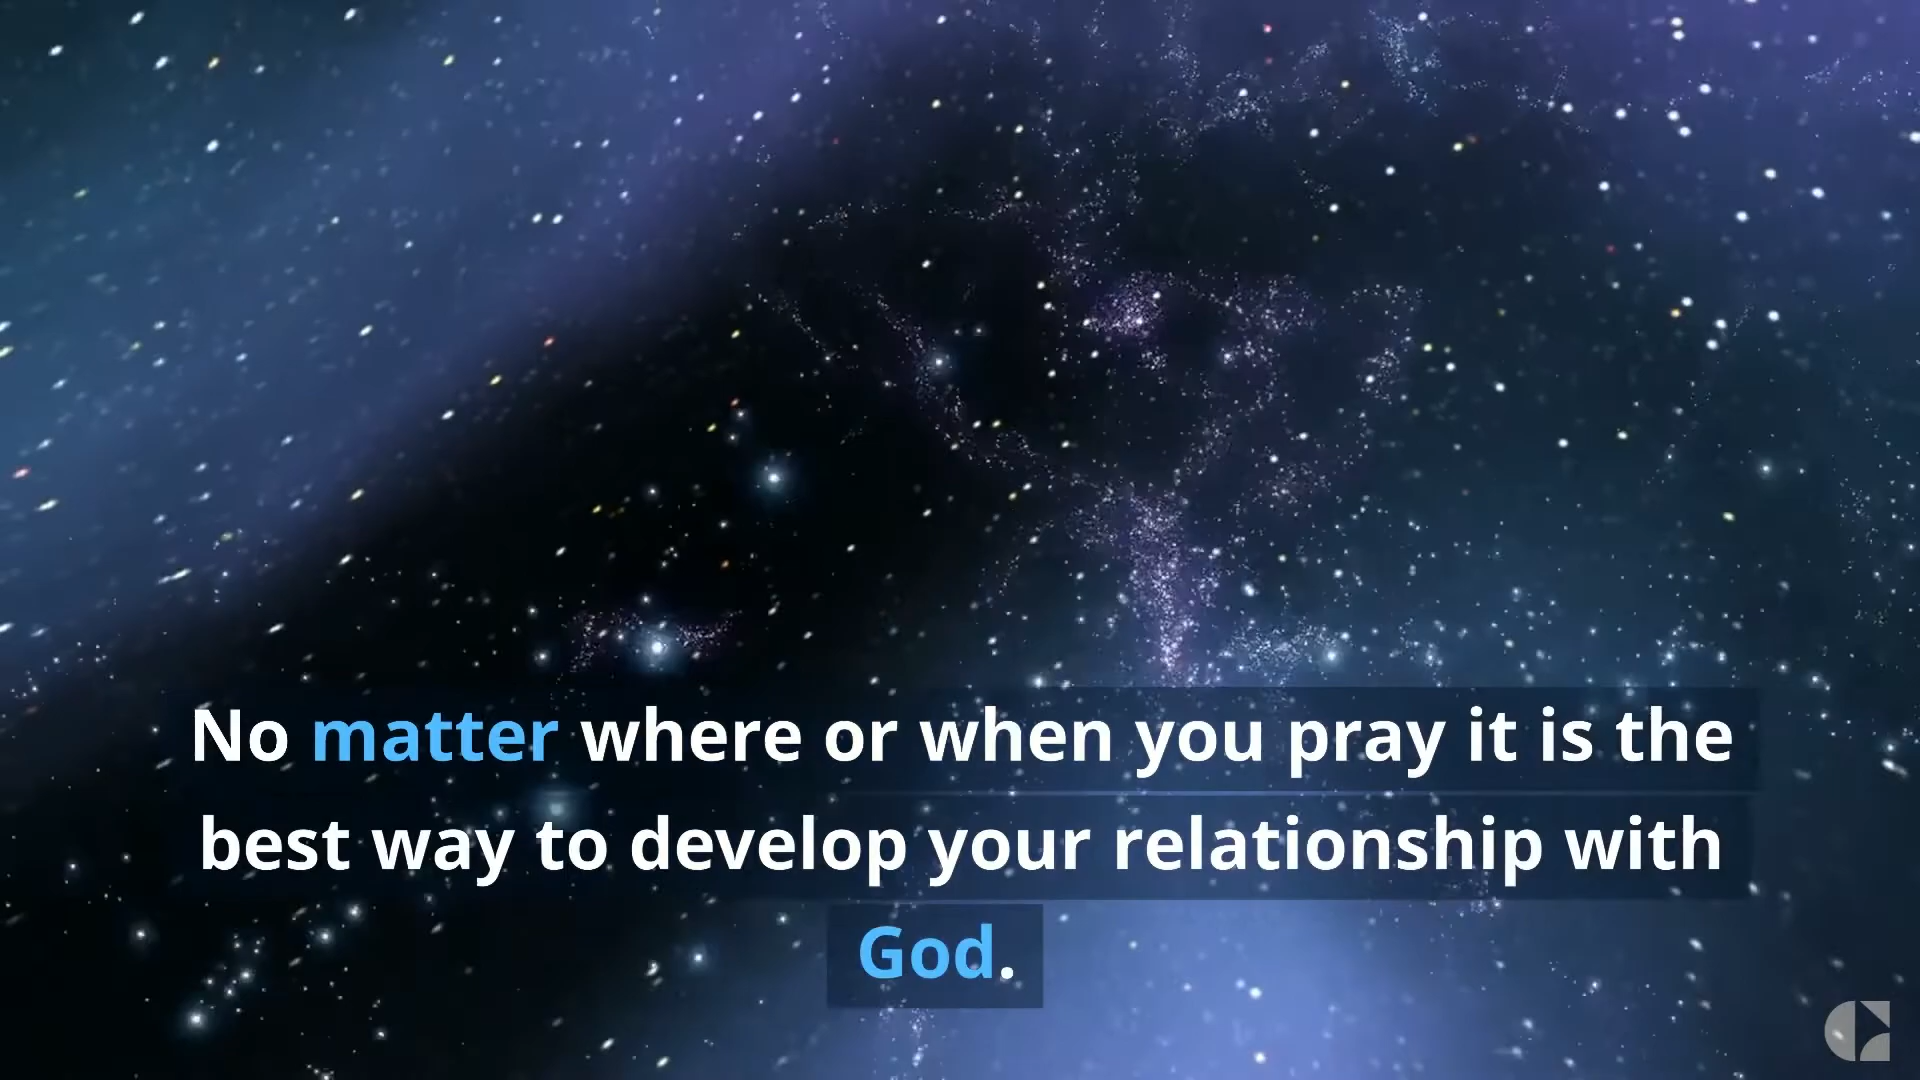 No matter where or when you pray it is the
best way to develop your relationship with
God.